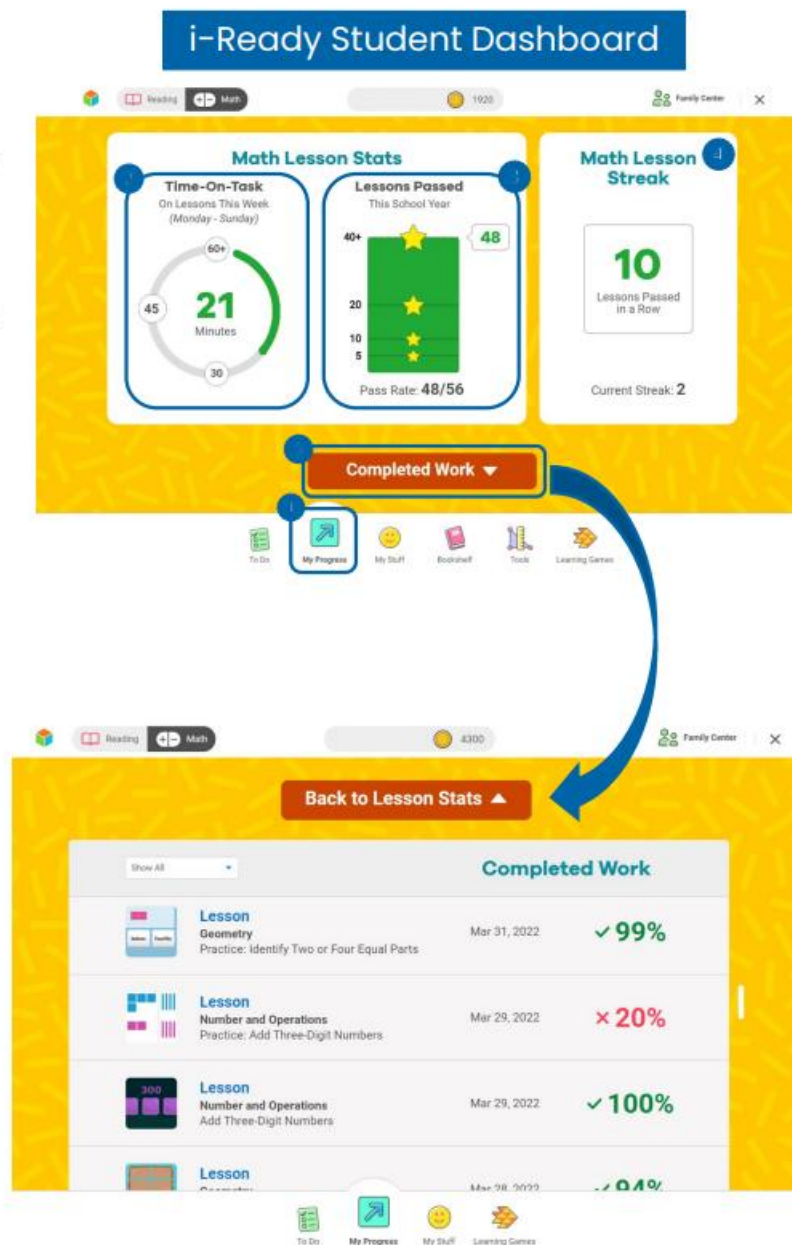 i-Ready Student Dashboard
Reading
Math
1920
Family Center
Math Lesson Stats
Time-On-Task
On Lessons This Week
(Monday - Sunday)
60+
45
21
Minutes
30
Lessons Passed
This School Year
40+
48
20
10
5
Pass Rate: 48/56
Math Lesson
Streak
10
Lessons Passed
in a Row
Current Streak: 2
Completed Work
To Do
My Progress
My Stuff
Bookshelf
Tools
Learning Games
Reading
Math
4300
Family Center
Back to Lesson Stats
Show All
Completed Work
Lesson
Geometry
Practice: Identify Two or Four Equal Parts
Mar 31, 2022
99%
Lesson
Number and Operations
Practice: Add Three-Digit Numbers
Mar 29, 2022
20%
300
Lesson
Number and Operations
Add Three-Digit Numbers
Mar 29, 2022
100%
Lesson
Geometry
Mar 28, 2022
94%
To Do
My Progress
My Stuff
Learning Games